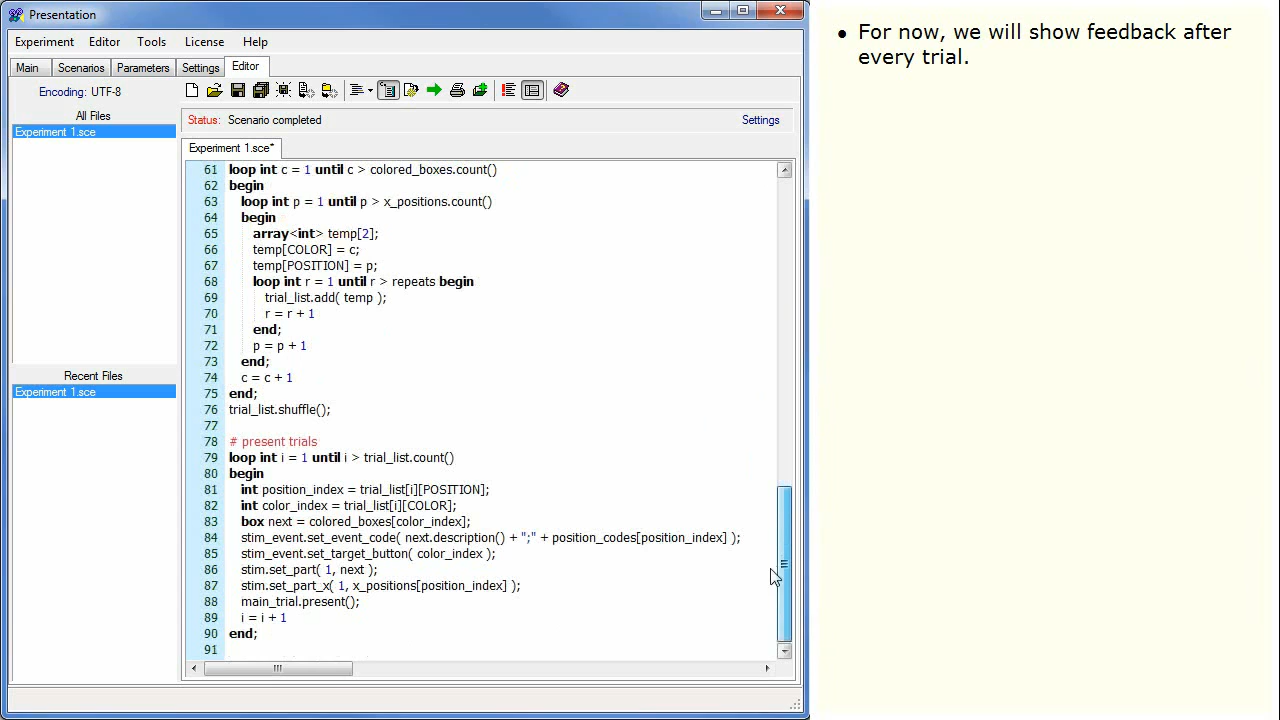 Presentation
Experiment Editor Tools License Help
Main Scenarios Parameters Settings Editor
Encoding: UTF-8
All Files
Experiment 1.sce
Recent Files
Experiment 1.sce
Status: Scenario completed Settings
Experiment 1.sce*
61 loop int c = 1 until c > colored_boxes.count()
62 begin
63 loop int p = 1 until p > x_positions.count()
64 begin
65 array<int> temp[2];
66 temp[COLOR] = c;
67 temp[POSITION] = p;
68 loop int r = 1 until r > repeats begin
69 trial_list.add( temp );
70 r = r + 1
71 end;
72 p = p + 1
73 end;
74 c = c + 1
75 end;
76 trial_list.shuffle();
77
78 # present trials
79 loop int i = 1 until i > trial_list.count()
80 begin
81 int position_index = trial_list[i][POSITION];
82 int color_index = trial_list[i][COLOR];
83 box next = colored_boxes[color_index];
84 stim_event.set_event_code( next.description() + ";" + position_codes[position_index] );
85 stim_event.set_target_button( color_index );
86 stim.set_part( 1, next );
87 stim.set_part_x( 1, x_positions[position_index] );
88 main_trial.present();
89 i = i + 1
90 end;
91
• For now, we will show feedback after
every trial.